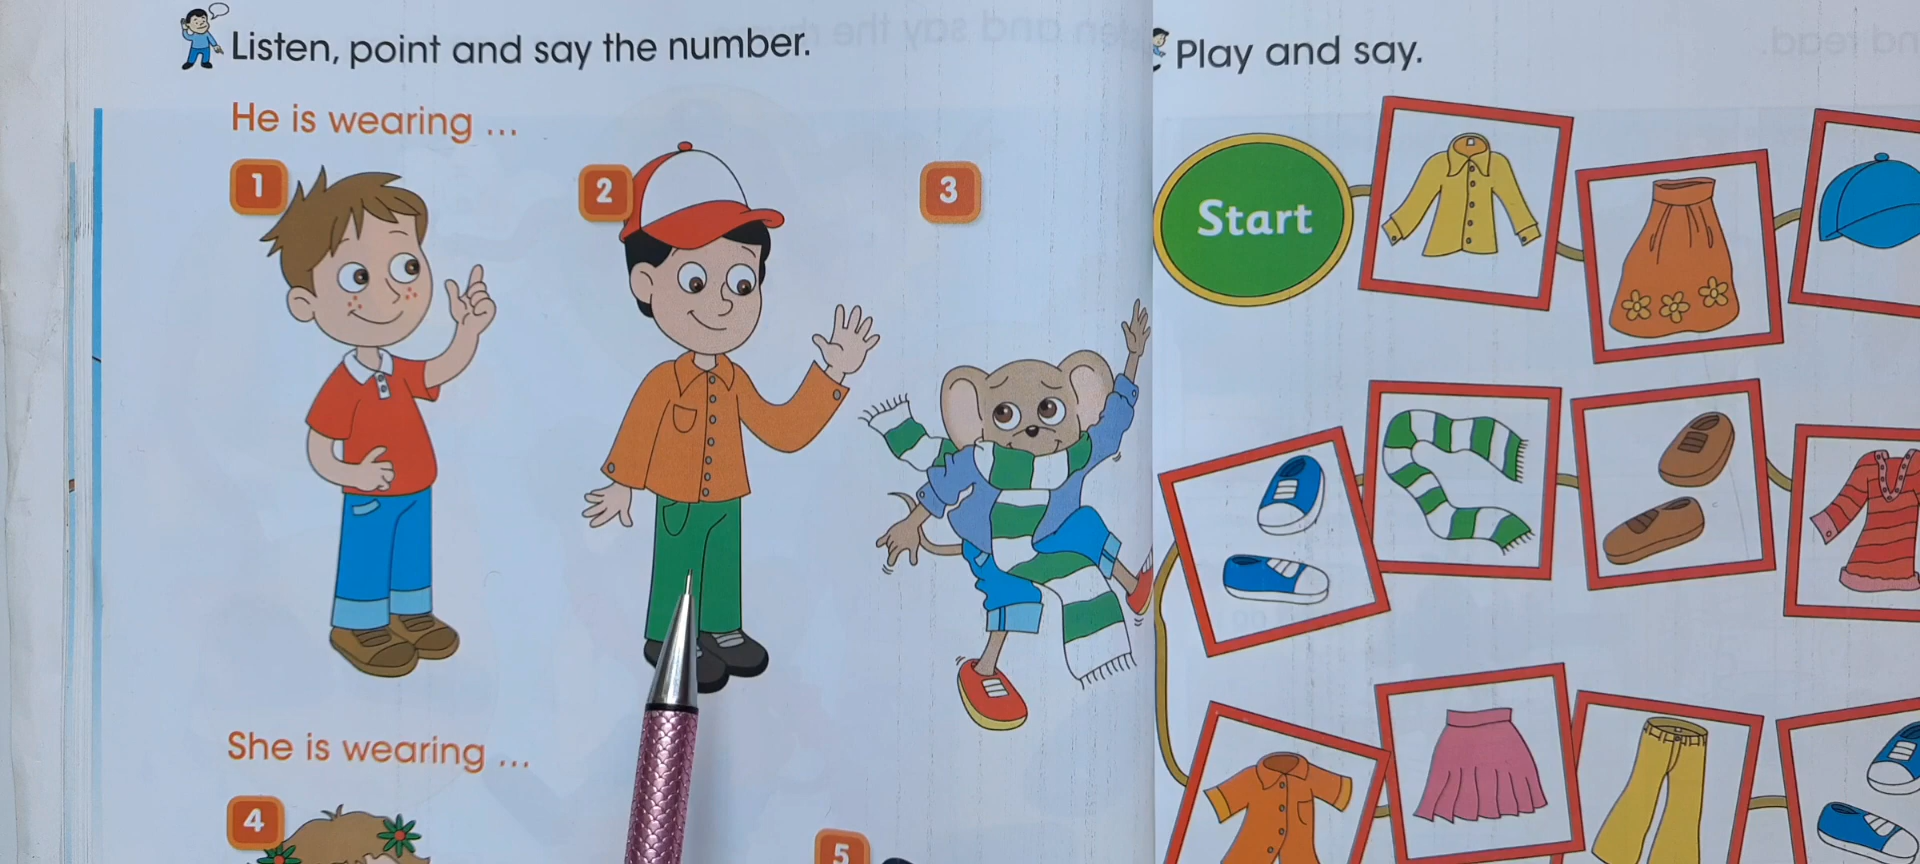 Listen, point and say the number.
He is wearing ...
1
2
3
She is wearing ...
4
5
Play and say.
Start